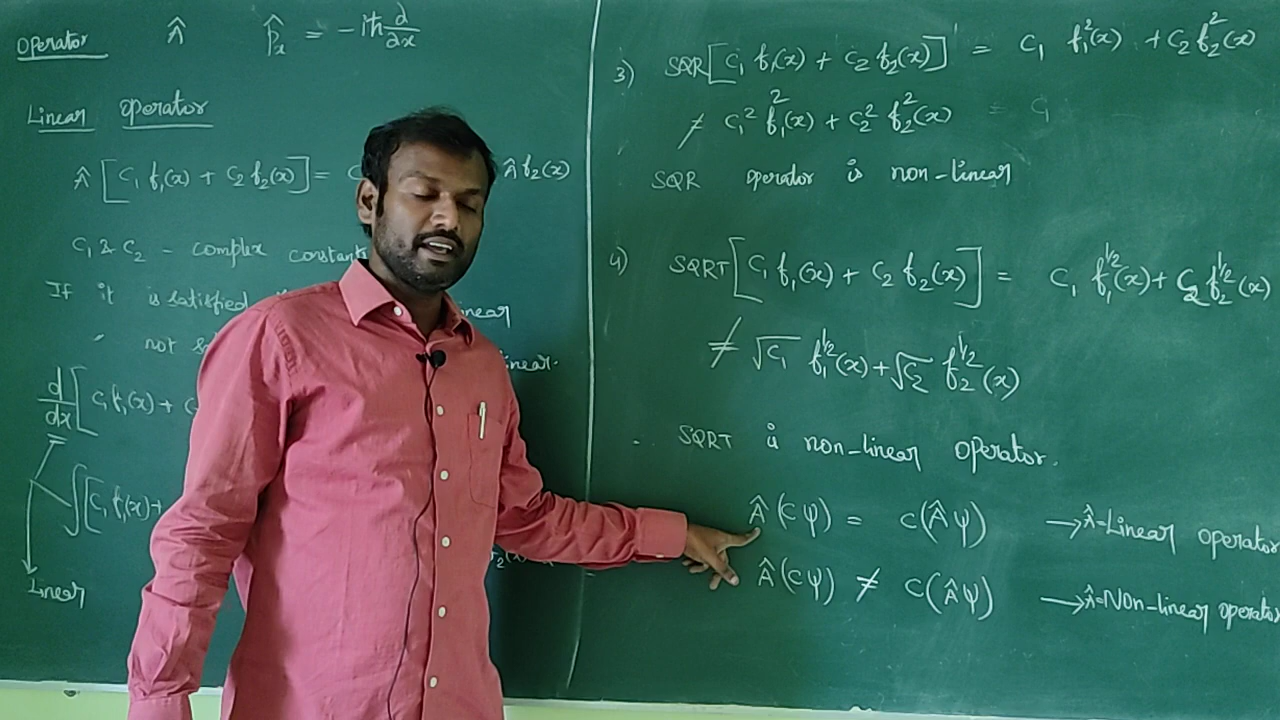 Operator Â p̂ₓ = -iħ d/dx
Linear operator
Â [C₁ f₁(x) + C₂ f₂(x)] = C Â f₂(x)
C₁ & C₂ - complex constant
If it is satisfied linear
" not linear.
d/dx [C₁ f₁(x) + C
∫[C₁ f₁(x)+
Linear
3) SQR[C₁ f₁(x) + C₂ f₂(x)] = C₁ f₁²(x) + C₂ f₂²(x)
≠ C₁² f₁²(x) + C₂² f₂²(x) = C₁
SQR operator is non-linear
4) SQRT[C₁ f₁(x) + C₂ f₂(x)] = C₁ f₁^1/2(x) + C₂ f₂^1/2(x)
≠ √C₁ f₁^1/2(x) + √C₂ f₂^1/2(x)
SQRT is non-linear operator.
Â(Cψ) = C(Âψ) → Â=Linear operator
Â(Cψ) ≠ C(Âψ) → Â=Non-linear operator